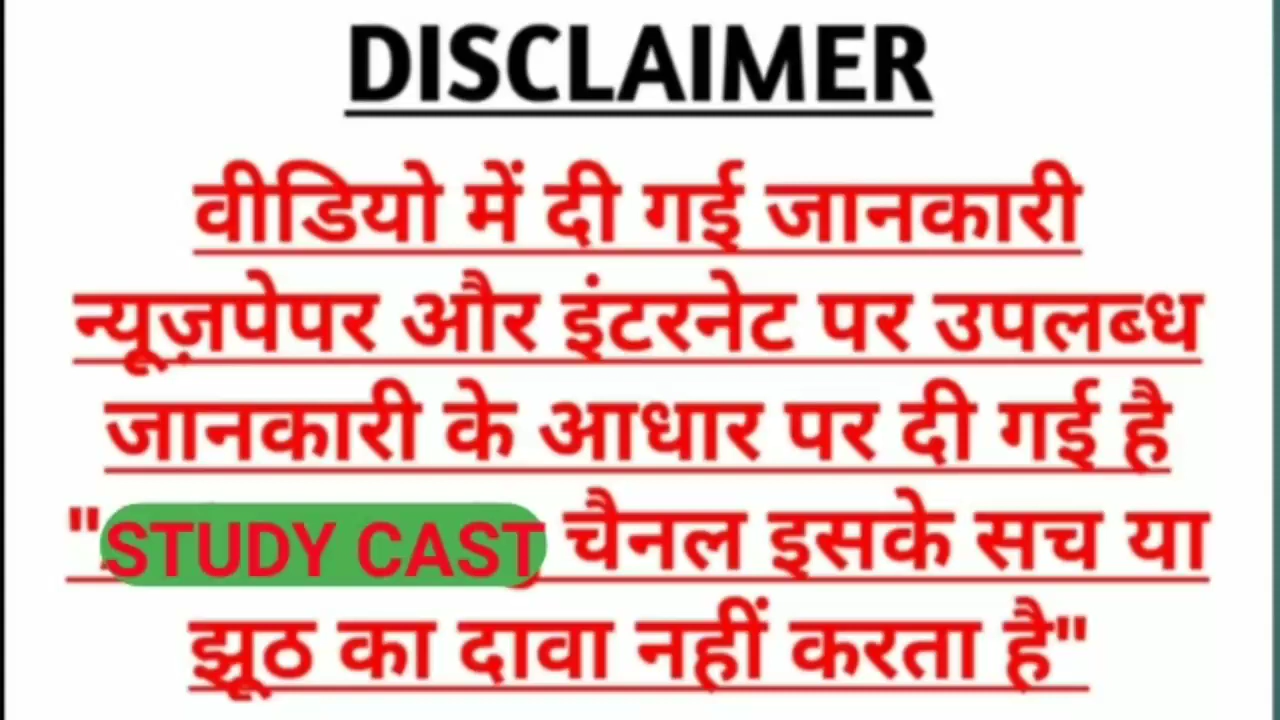 DISCLAIMER
वीडियो में दी गई जानकारी
न्यूज़पेपर और इंटरनेट पर उपलब्ध
जानकारी के आधार पर दी गई है
"STUDY CAST चैनल इसके सच या
झूठ का दावा नहीं करता है"